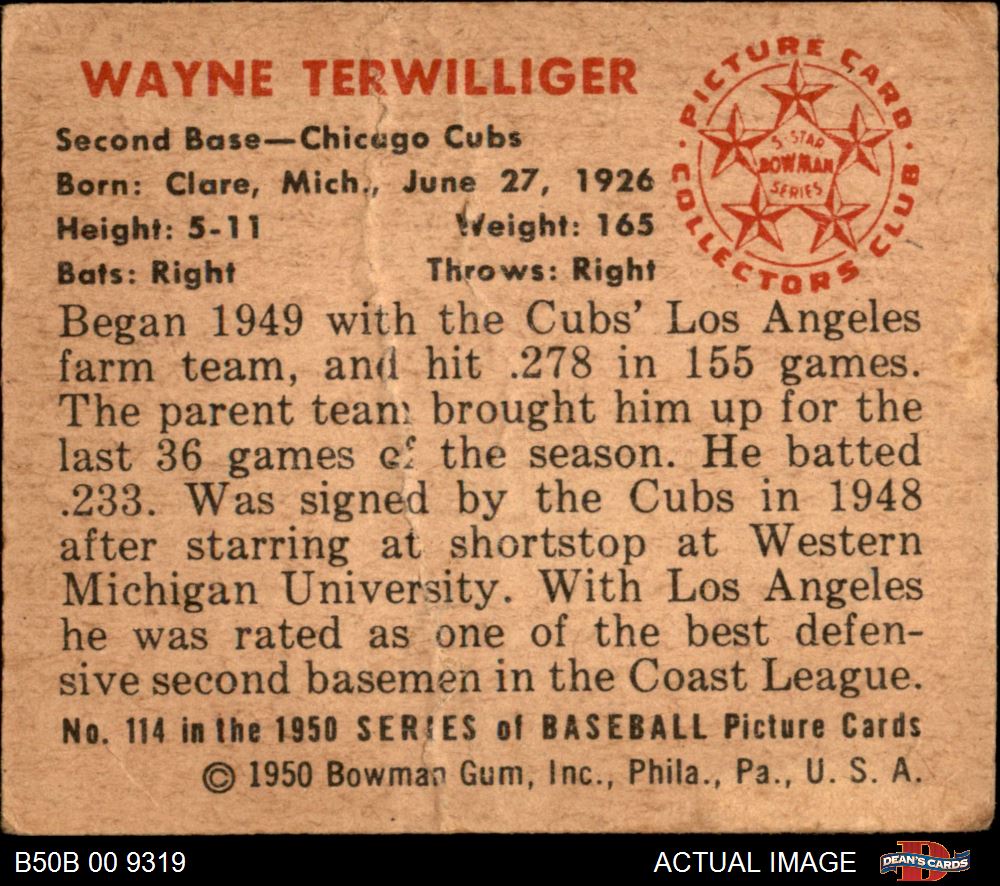 WAYNE TERWILLIGER
Second Base—Chicago Cubs
Born: Clare, Mich., June 27, 1926
Height: 5-11 Weight: 165
Bats: Right Throws: Right
· PICTURE CARD ·
COLLECTORS CLUB
5-STAR
BOWMAN
SERIES
Began 1949 with the Cubs' Los Angeles
farm team, and hit .278 in 155 games.
The parent team brought him up for the
last 36 games of the season. He batted
.233. Was signed by the Cubs in 1948
after starring at shortstop at Western
Michigan University. With Los Angeles
he was rated as one of the best defen-
sive second basemen in the Coast League.
No. 114 in the 1950 SERIES of BASEBALL Picture Cards
© 1950 Bowman Gum, Inc., Phila., Pa., U. S. A.
B50B 00 9319
ACTUAL IMAGE
DEAN'S CARDS